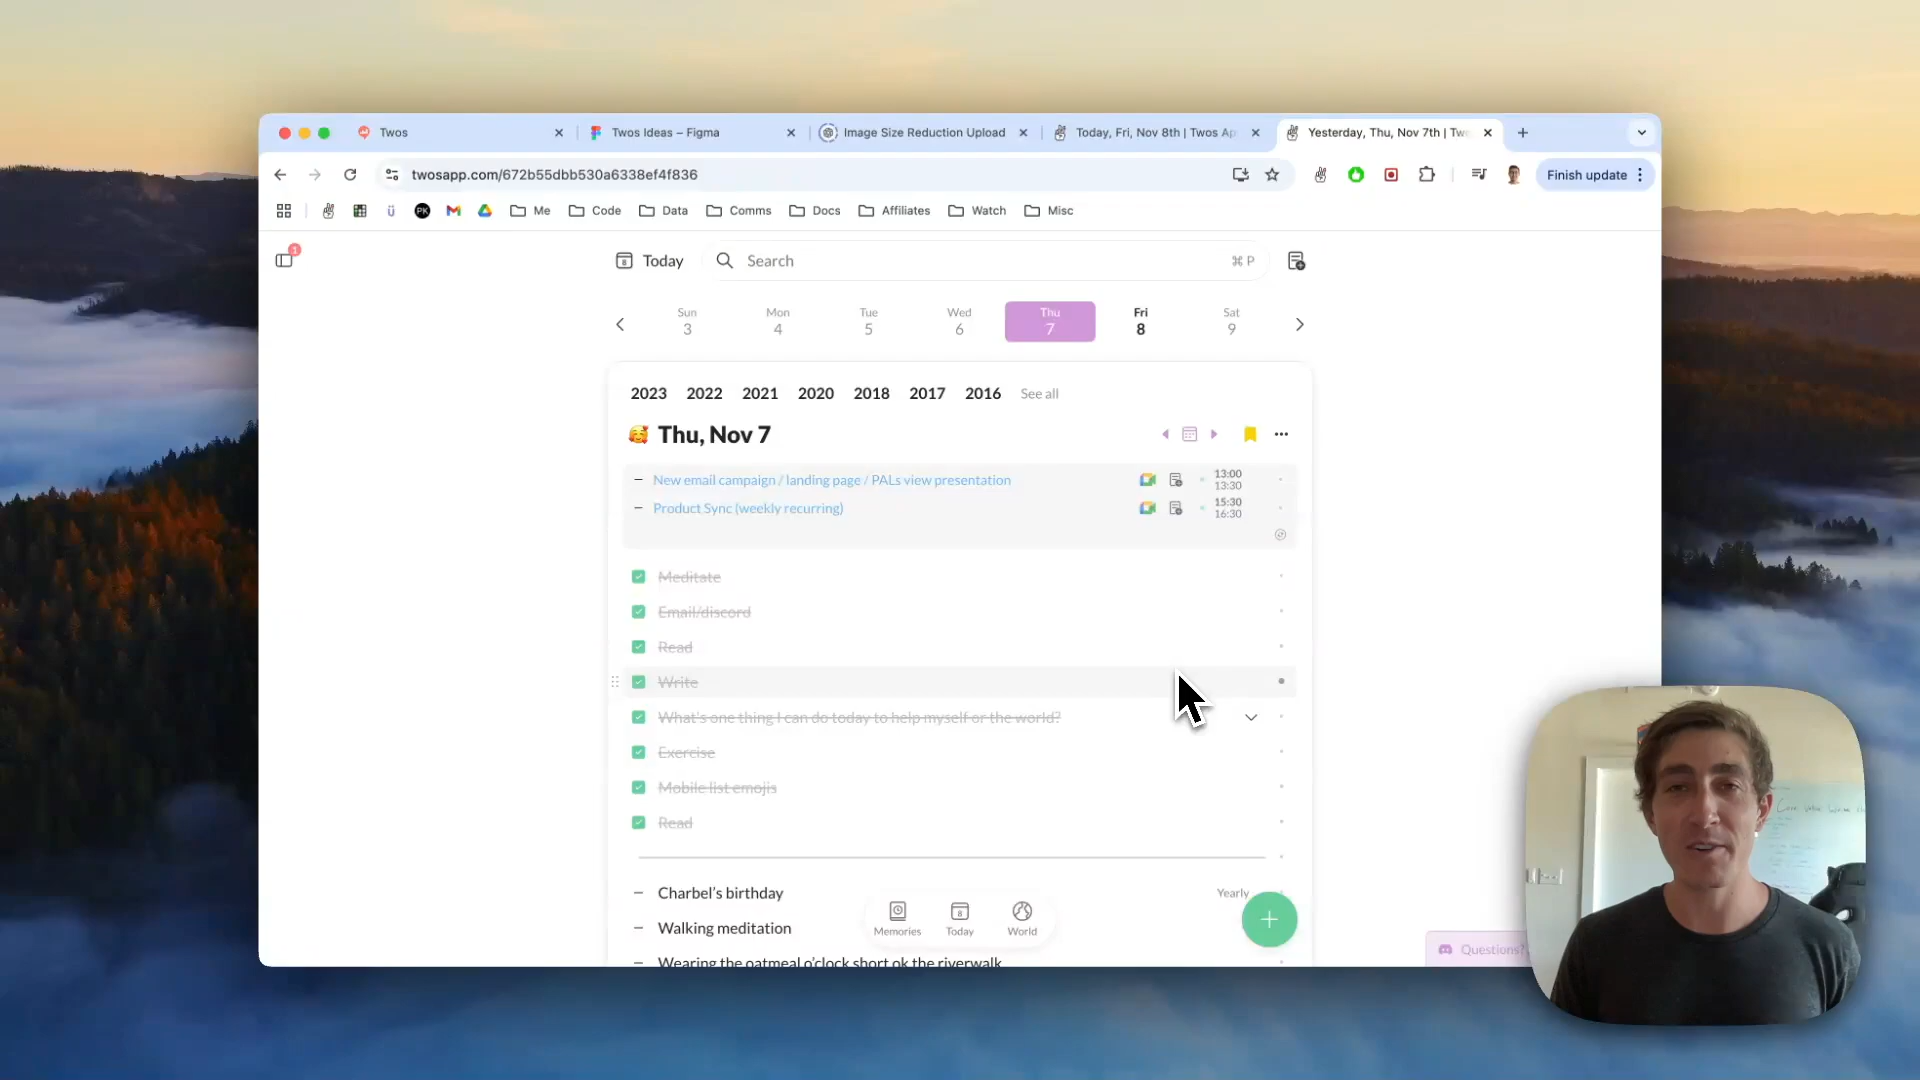 Twos
Twos Ideas – Figma
Image Size Reduction Upload
Today, Fri, Nov 8th | Twos Ap
Yesterday, Thu, Nov 7th | Tw
twosapp.com/672b55dbb530a6338ef4f836
Finish update
PK
Me
Code
Data
Comms
Docs
Affiliates
Watch
Misc
1
8
Today
Search
⌘ P
Sun
3
Mon
4
Tue
5
Wed
6
Thu
7
Fri
8
Sat
9
2023 2022 2021 2020 2018 2017 2016 See all
Thu, Nov 7
– New email campaign / landing page / PALs view presentation
13:00
13:30
– Product Sync (weekly recurring)
15:30
16:30
Meditate
Email/discord
Read
Write
What's one thing I can do today to help myself or the world?
Exercise
Mobile list emojis
Read
– Charbel's birthday
Yearly
– Walking meditation
– Wearing the oatmeal o'clock short ok the riverwalk
Memories
8
Today
World
Questions?